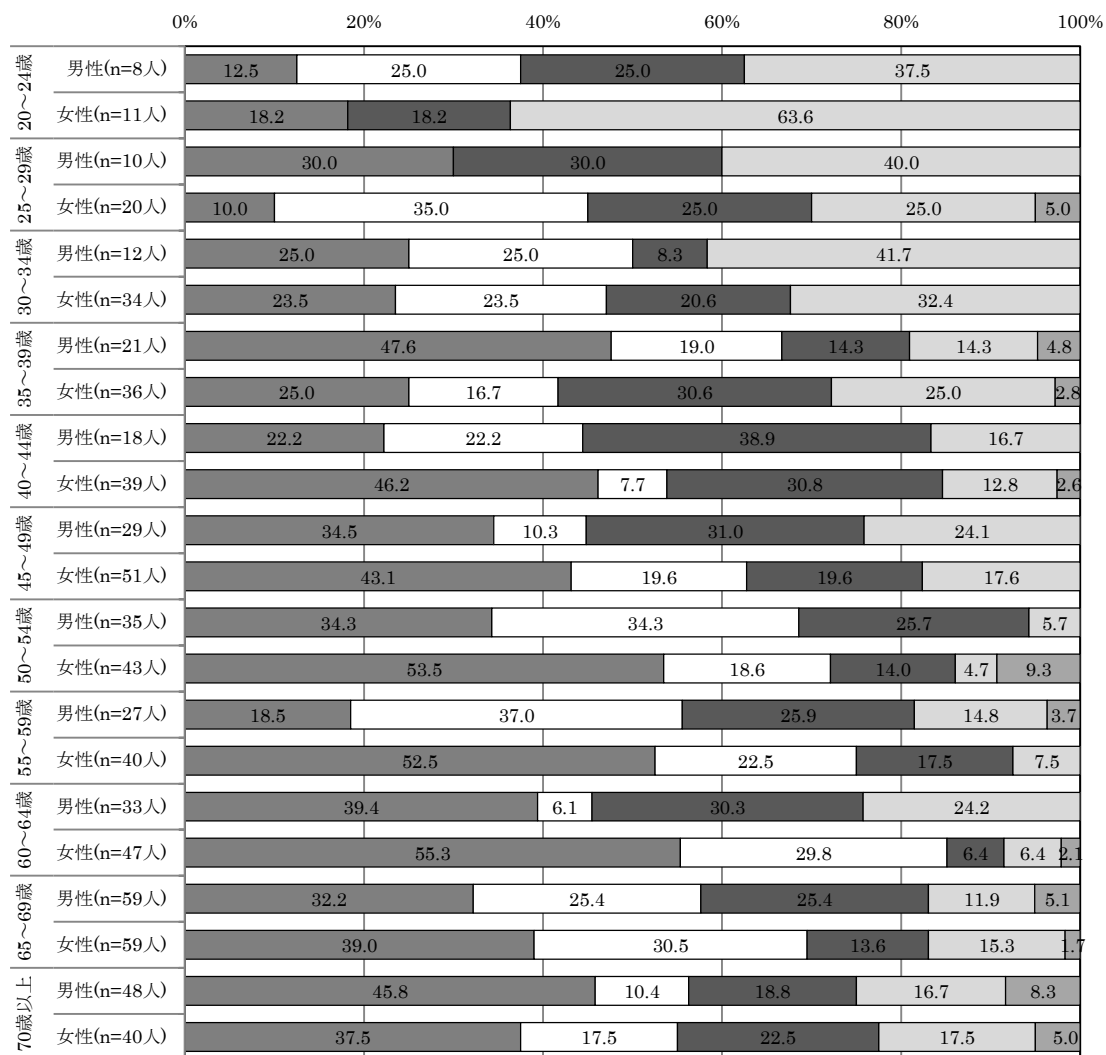 0% 20% 40% 60% 80% 100%
20～24歳
男性(n=8人) 12.5 25.0 25.0 37.5
女性(n=11人) 18.2 18.2 63.6
25～29歳
男性(n=10人) 30.0 30.0 40.0
女性(n=20人) 10.0 35.0 25.0 25.0 5.0
30～34歳
男性(n=12人) 25.0 25.0 8.3 41.7
女性(n=34人) 23.5 23.5 20.6 32.4
35～39歳
男性(n=21人) 47.6 19.0 14.3 14.3 4.8
女性(n=36人) 25.0 16.7 30.6 25.0 2.8
40～44歳
男性(n=18人) 22.2 22.2 38.9 16.7
女性(n=39人) 46.2 7.7 30.8 12.8 2.6
45～49歳
男性(n=29人) 34.5 10.3 31.0 24.1
女性(n=51人) 43.1 19.6 19.6 17.6
50～54歳
男性(n=35人) 34.3 34.3 25.7 5.7
女性(n=43人) 53.5 18.6 14.0 4.7 9.3
55～59歳
男性(n=27人) 18.5 37.0 25.9 14.8 3.7
女性(n=40人) 52.5 22.5 17.5 7.5
60～64歳
男性(n=33人) 39.4 6.1 30.3 24.2
女性(n=47人) 55.3 29.8 6.4 6.4 2.1
65～69歳
男性(n=59人) 32.2 25.4 25.4 11.9 5.1
女性(n=59人) 39.0 30.5 13.6 15.3 1.7
70歳以上
男性(n=48人) 45.8 10.4 18.8 16.7 8.3
女性(n=40人) 37.5 17.5 22.5 17.5 5.0